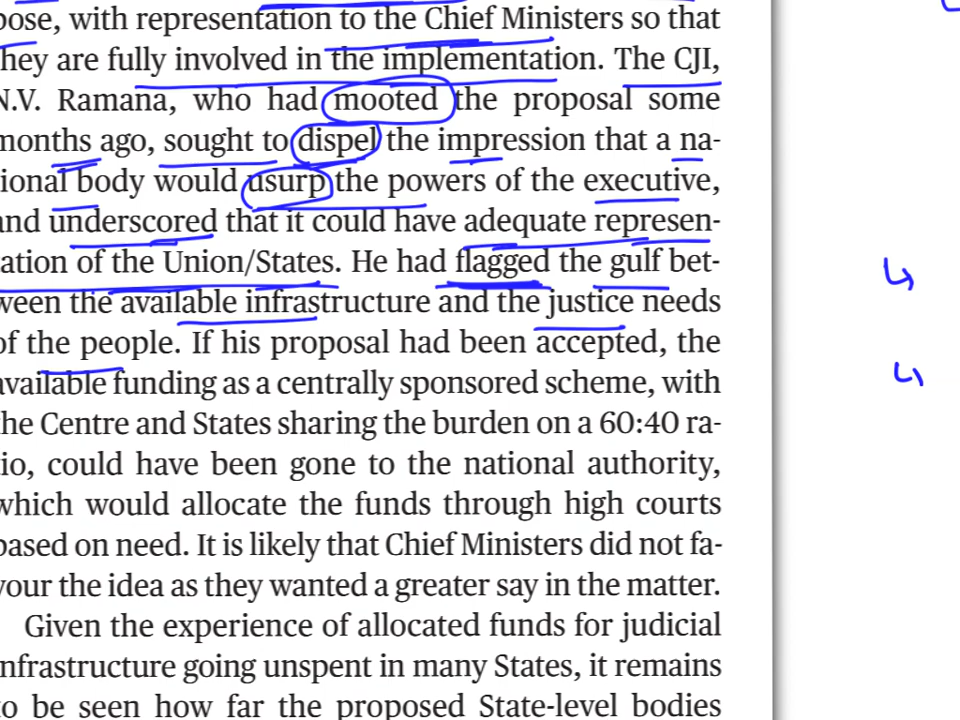 pose, with representation to the Chief Ministers so that
they are fully involved in the implementation. The CJI,
N.V. Ramana, who had mooted the proposal some
months ago, sought to dispel the impression that a na-
tional body would usurp the powers of the executive,
and underscored that it could have adequate represen-
tation of the Union/States. He had flagged the gulf bet-
ween the available infrastructure and the justice needs
of the people. If his proposal had been accepted, the
available funding as a centrally sponsored scheme, with
the Centre and States sharing the burden on a 60:40 ra-
tio, could have been gone to the national authority,
which would allocate the funds through high courts
based on need. It is likely that Chief Ministers did not fa-
vour the idea as they wanted a greater say in the matter.
Given the experience of allocated funds for judicial
infrastructure going unspent in many States, it remains
to be seen how far the proposed State-level bodies